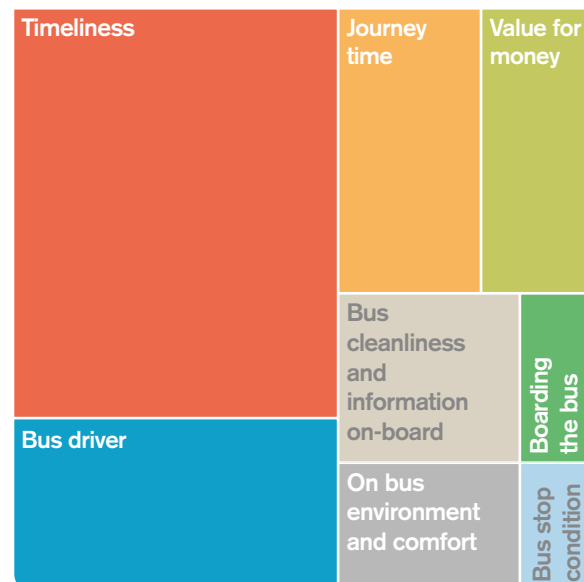 Timeliness
Journey
time
Value for
money
Bus
cleanliness
and
information
on-board
Boarding
the bus
Bus driver
On bus
environment
and comfort
Bus stop
condition